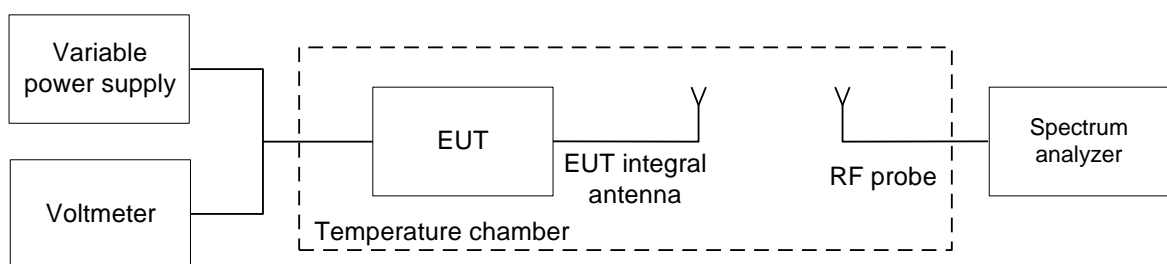 Variable
power supply
Voltmeter
EUT
EUT integral
antenna
RF probe
Temperature chamber
Spectrum
analyzer